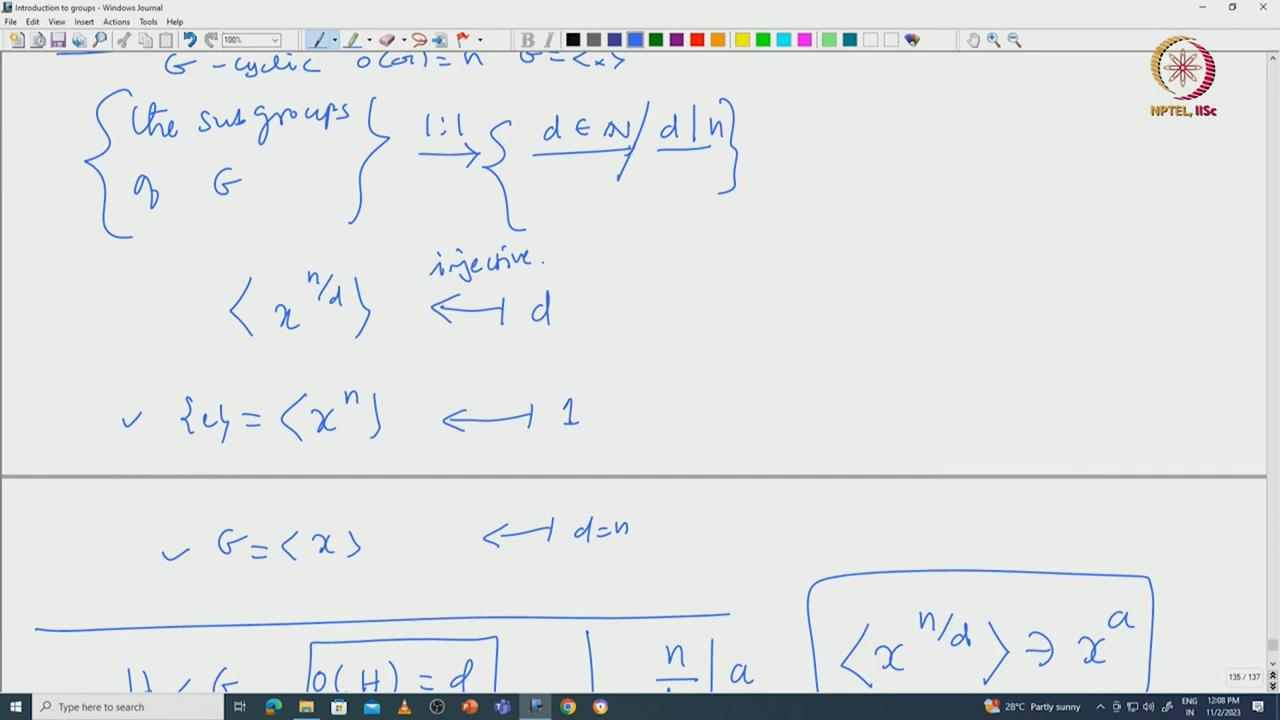 Introduction to groups - Windows Journal
File Edit View Insert Actions Tools Help
100%
B I
G - cyclic o(G) = n G = <x>
{ the subgroups of G } 1:1 → { d ∈ N / d | n }
injective.
< x^{n/d} > ↤ d
✓ {e} = < x^n > ↤ 1
✓ G = < x > ↤ d=n
H < G o(H) = d
n | a
< x^{n/d} > ∋ x^a
NPTEL, IISc
135 / 137
Type here to search
28°C Partly sunny
ENG
IN
12:08 PM
11/2/2023